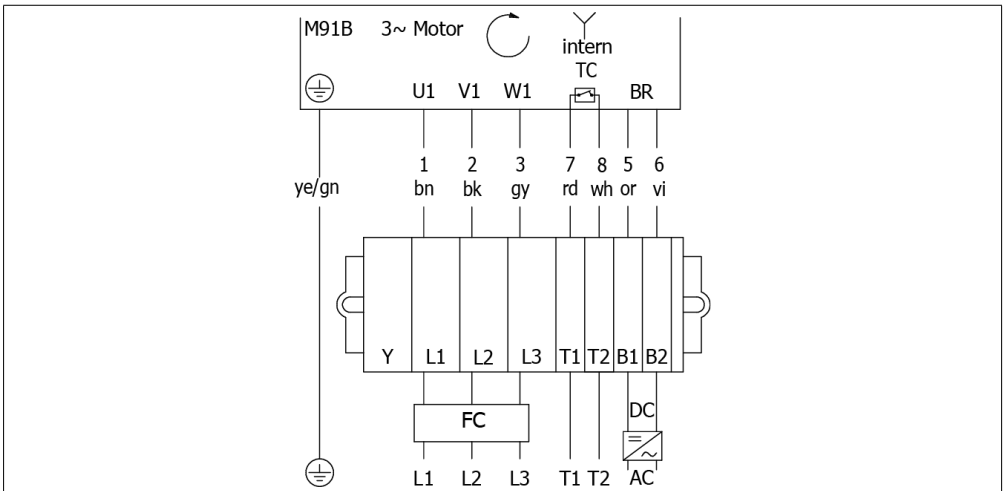 M91B 3~ Motor
intern
TC
U1 V1 W1 BR
1 2 3 7 8 5 6
ye/gn bn bk gy rd wh or vi
Y L1 L2 L3 T1 T2 B1 B2
FC DC
L1 L2 L3 T1 T2 AC